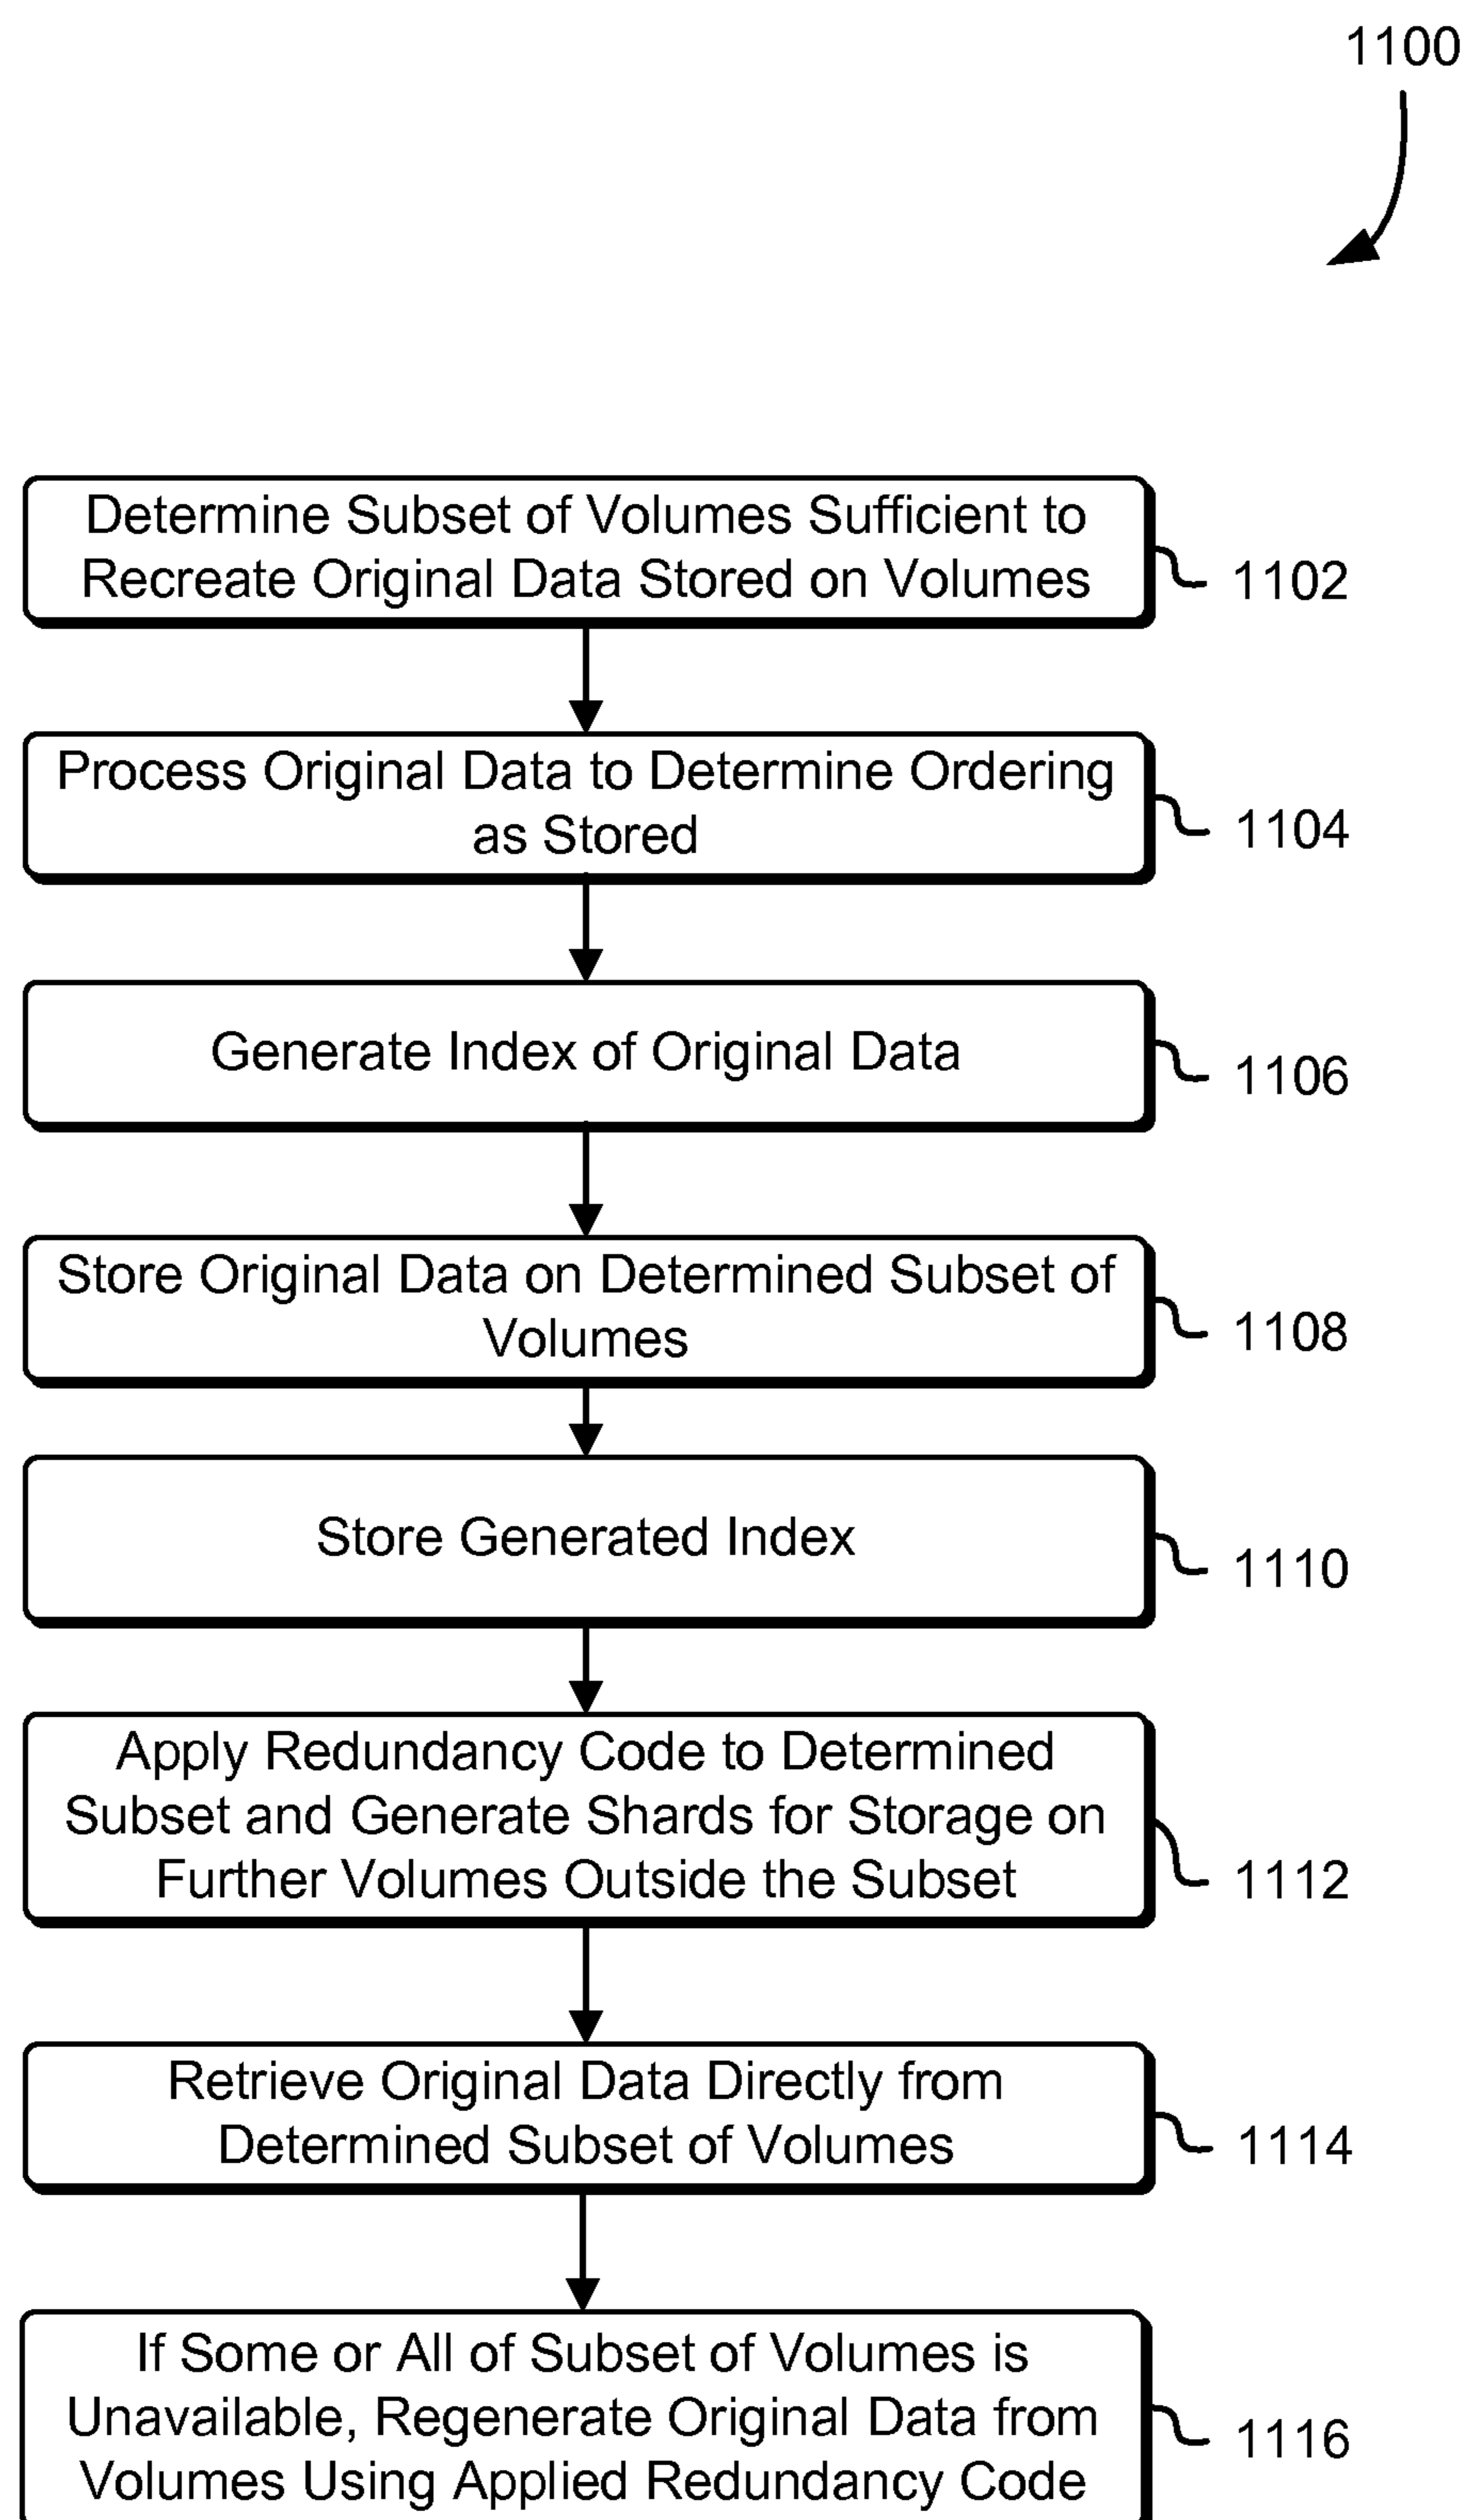 1100
Determine Subset of Volumes Sufficient to
Recreate Original Data Stored on Volumes
1102
Process Original Data to Determine Ordering
as Stored
1104
Generate Index of Original Data
1106
Store Original Data on Determined Subset of
Volumes
1108
Store Generated Index
1110
Apply Redundancy Code to Determined
Subset and Generate Shards for Storage on
Further Volumes Outside the Subset
1112
Retrieve Original Data Directly from
Determined Subset of Volumes
1114
If Some or All of Subset of Volumes is
Unavailable, Regenerate Original Data from
Volumes Using Applied Redundancy Code
1116